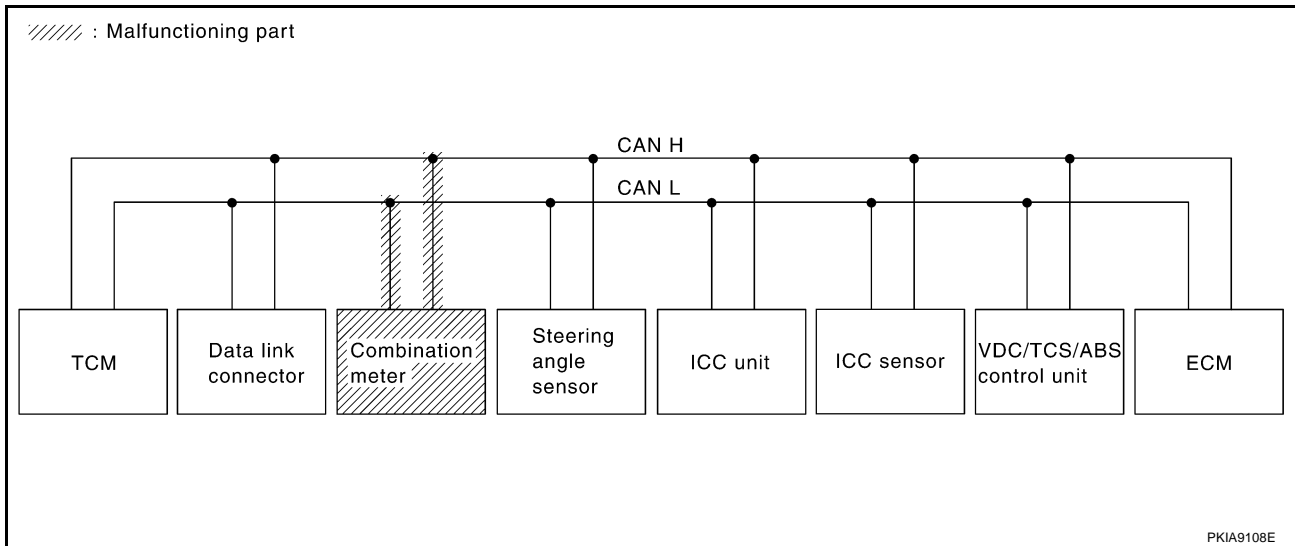 : Malfunctioning part
CAN H
CAN L
TCM
Data link
connector
Combination
meter
Steering
angle
sensor
ICC unit
ICC sensor
VDC/TCS/ABS
control unit
ECM
PKIA9108E